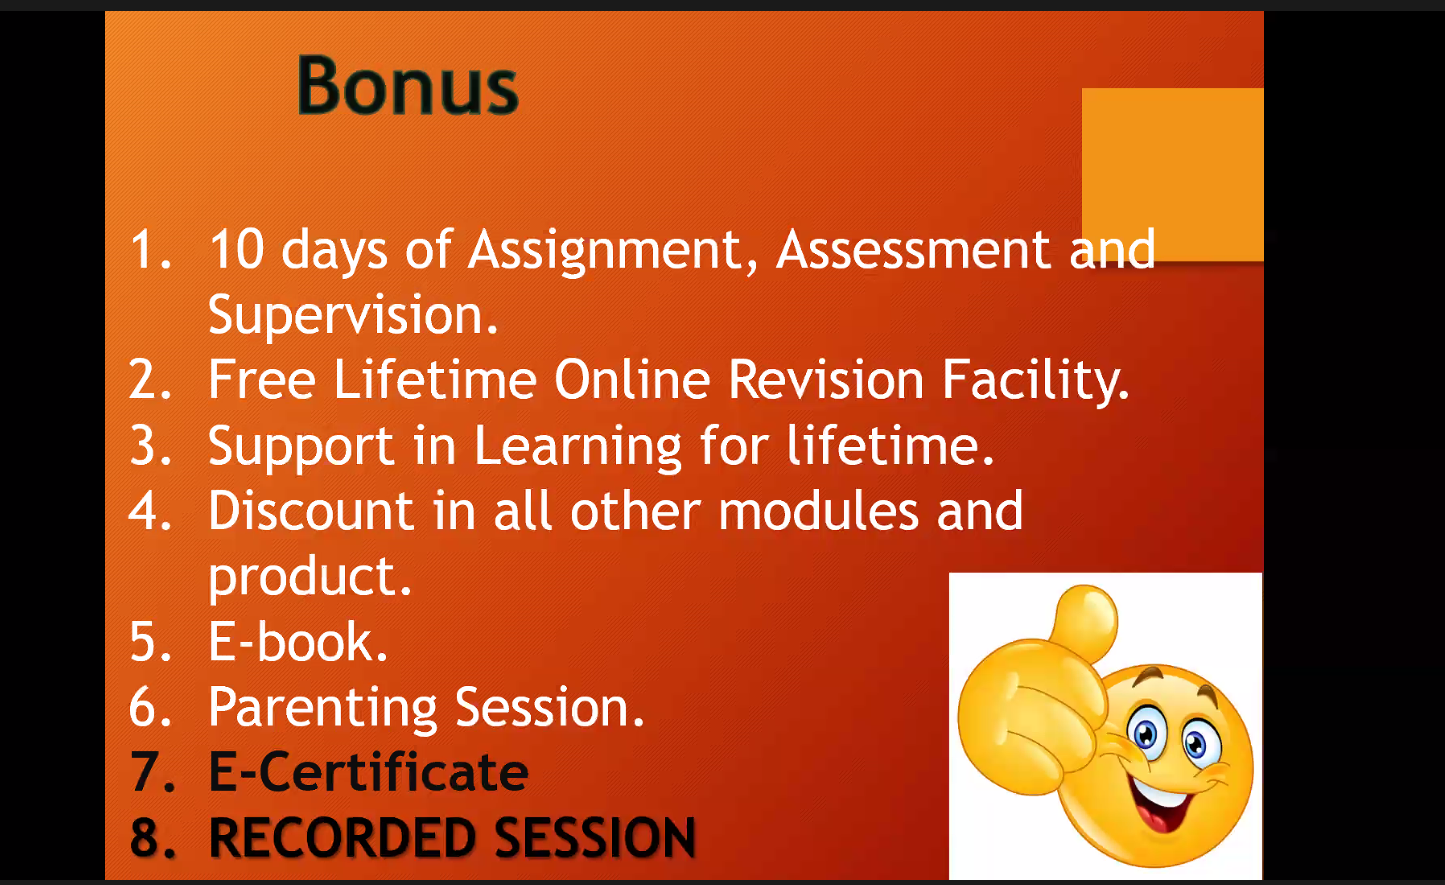 Bonus
1. 10 days of Assignment, Assessment and
Supervision.
2. Free Lifetime Online Revision Facility.
3. Support in Learning for lifetime.
4. Discount in all other modules and
product.
5. E-book.
6. Parenting Session.
7. E-Certificate
8. RECORDED SESSION